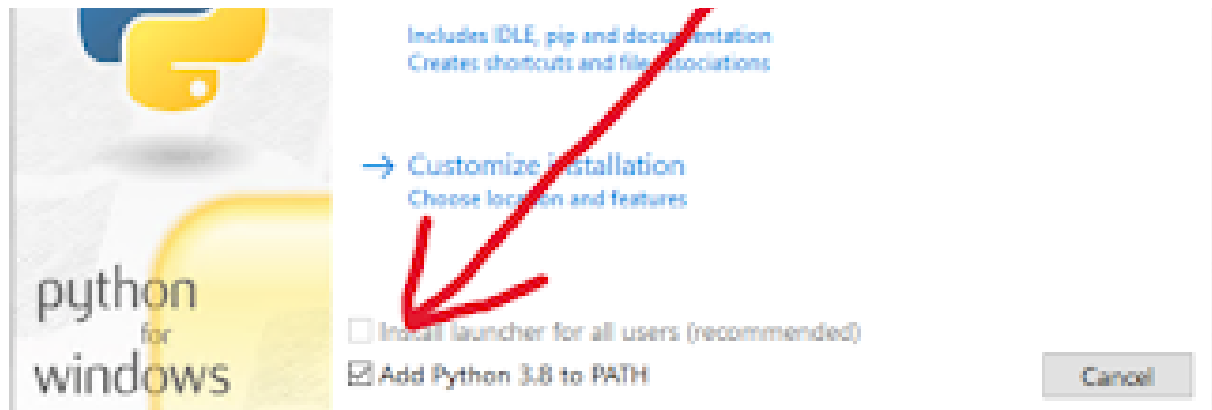 Includes IDLE, pip and documentation
Creates shortcuts and file associations
→ Customize installation
Choose location and features
python
for
windows
Install launcher for all users (recommended)
Add Python 3.8 to PATH
Cancel